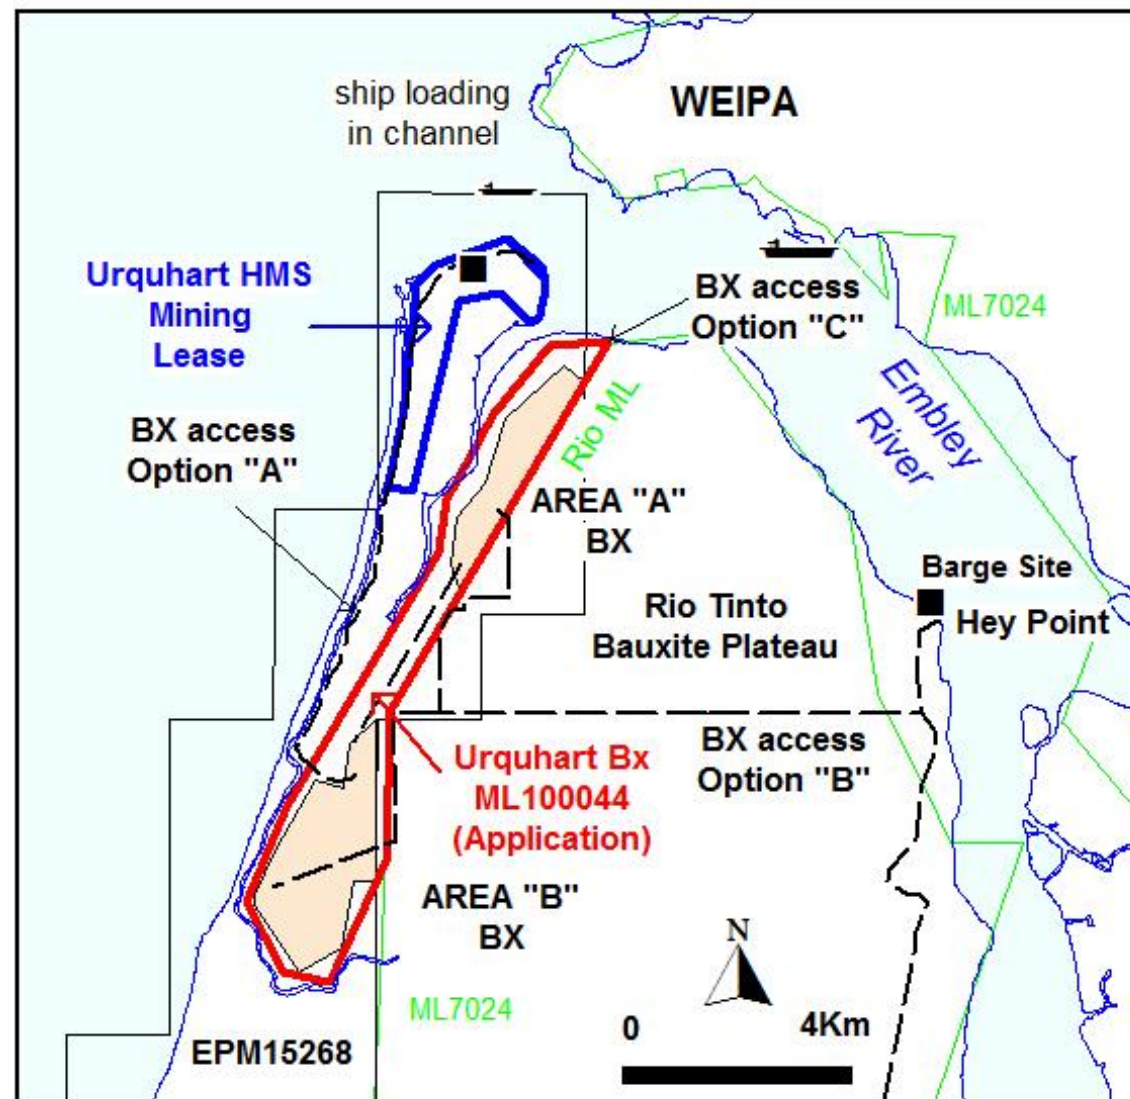 ship loading
in channel
WEIPA
Urquhart HMS
Mining
Lease
BX access
Option "C"
ML7024
Embley
River
BX access
Option "A"
Rio ML
AREA "A"
BX
Barge Site
Hey Point
Rio Tinto
Bauxite Plateau
Urquhart Bx
ML100044
(Application)
BX access
Option "B"
AREA "B"
BX
N
ML7024
0 4Km
EPM15268